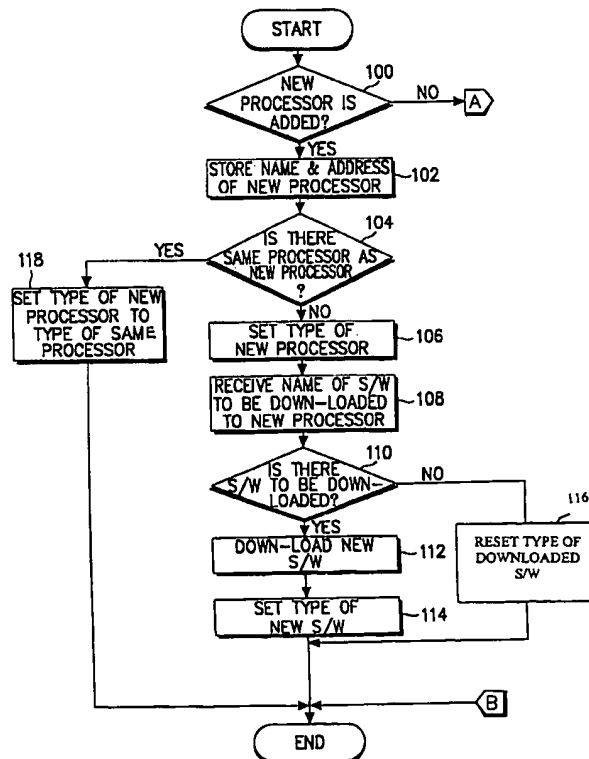 START
100
NEW
PROCESSOR IS
ADDED?
NO
A
YES
STORE NAME & ADDRESS
OF NEW PROCESSOR
102
104
IS THERE
SAME PROCESSOR AS
NEW PROCESSOR
?
YES
118
SET TYPE OF NEW
PROCESSOR TO
TYPE OF SAME
PROCESSOR
NO
SET TYPE OF
NEW PROCESSOR
106
RECEIVE NAME OF S/W
TO BE DOWN-LOADED
TO NEW PROCESSOR
108
110
IS THERE
S/W TO BE DOWN-
LOADED?
NO
116
RESET TYPE OF
DOWNLOADED
S/W
YES
DOWN-LOAD NEW
S/W
112
SET TYPE OF
NEW S/W
114
B
END